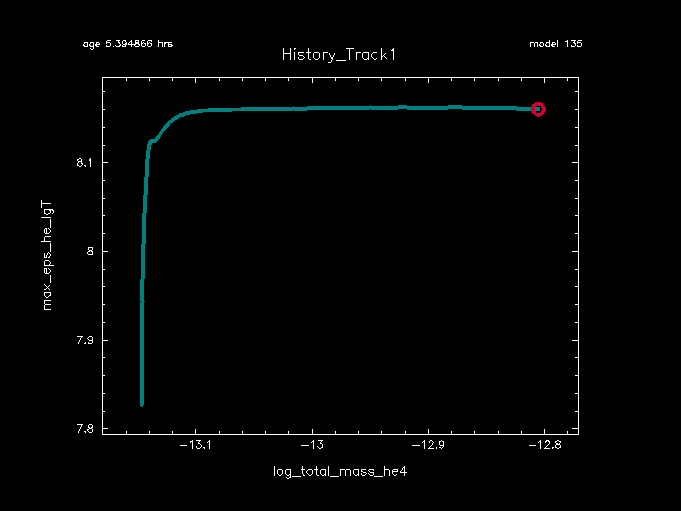 age 5.394866 hrs
model 135
History_Track1
8.1
8
7.9
7.8
max_eps_he_lgT
-13.1
-13
-12.9
-12.8
log_total_mass_he4